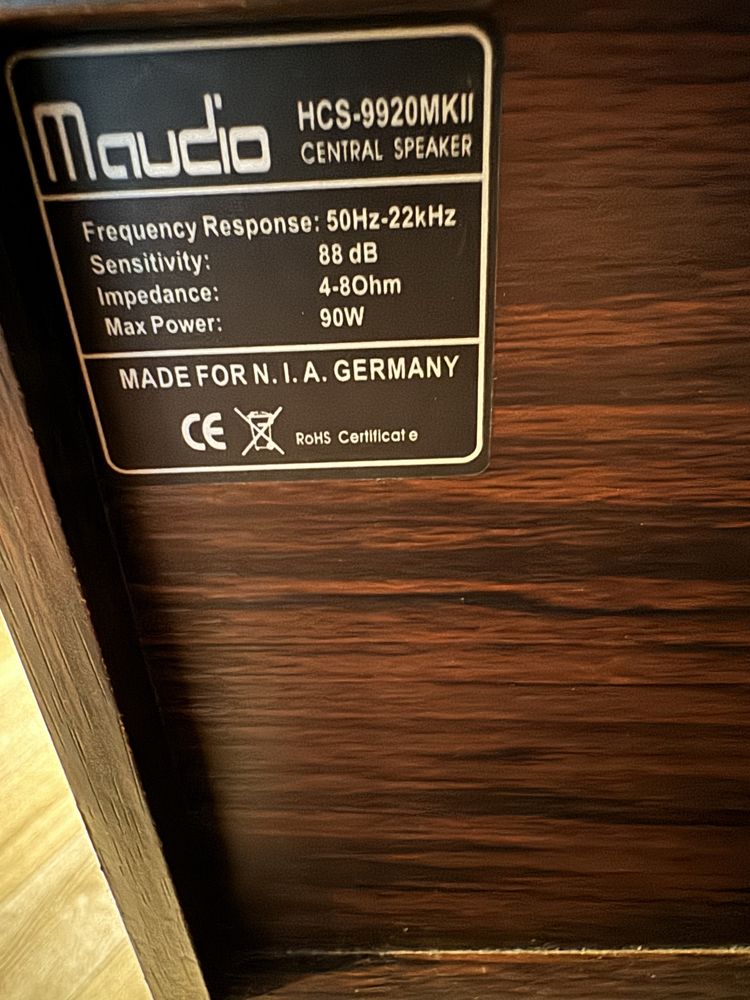 Maudio
HCS-9920MKII
CENTRAL SPEAKER
Frequency Response: 50Hz-22kHz
Sensitivity: 88 dB
Impedance: 4-8Ohm
Max Power: 90W
MADE FOR N. I. A. GERMANY
CE RoHS Certificate